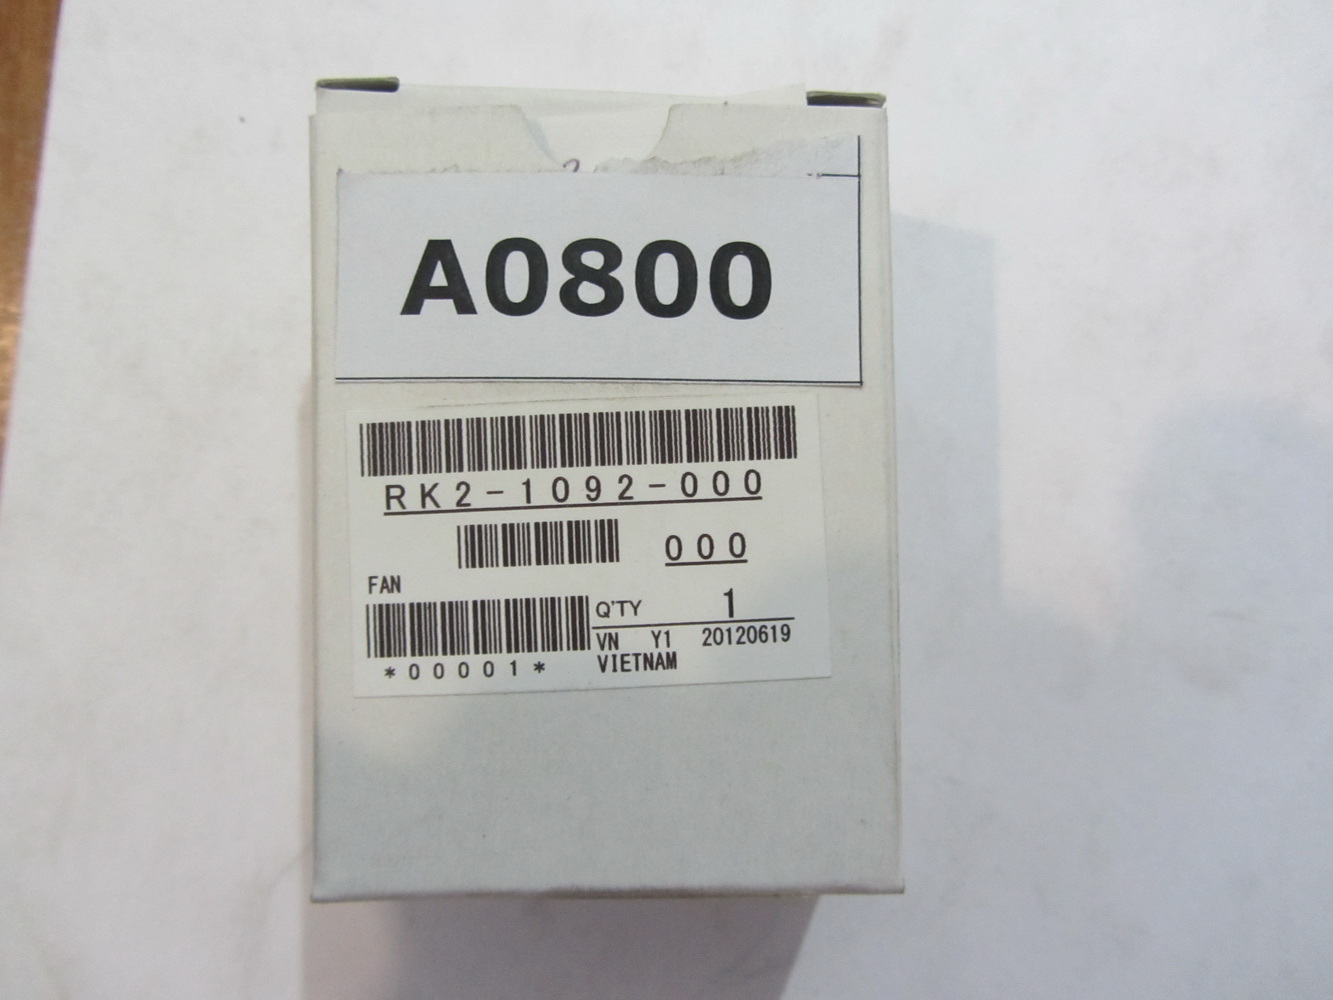 A0800
RK2-1092-000
000
FAN
Q'TY 1
VN Y1 20120619
*00001* VIETNAM